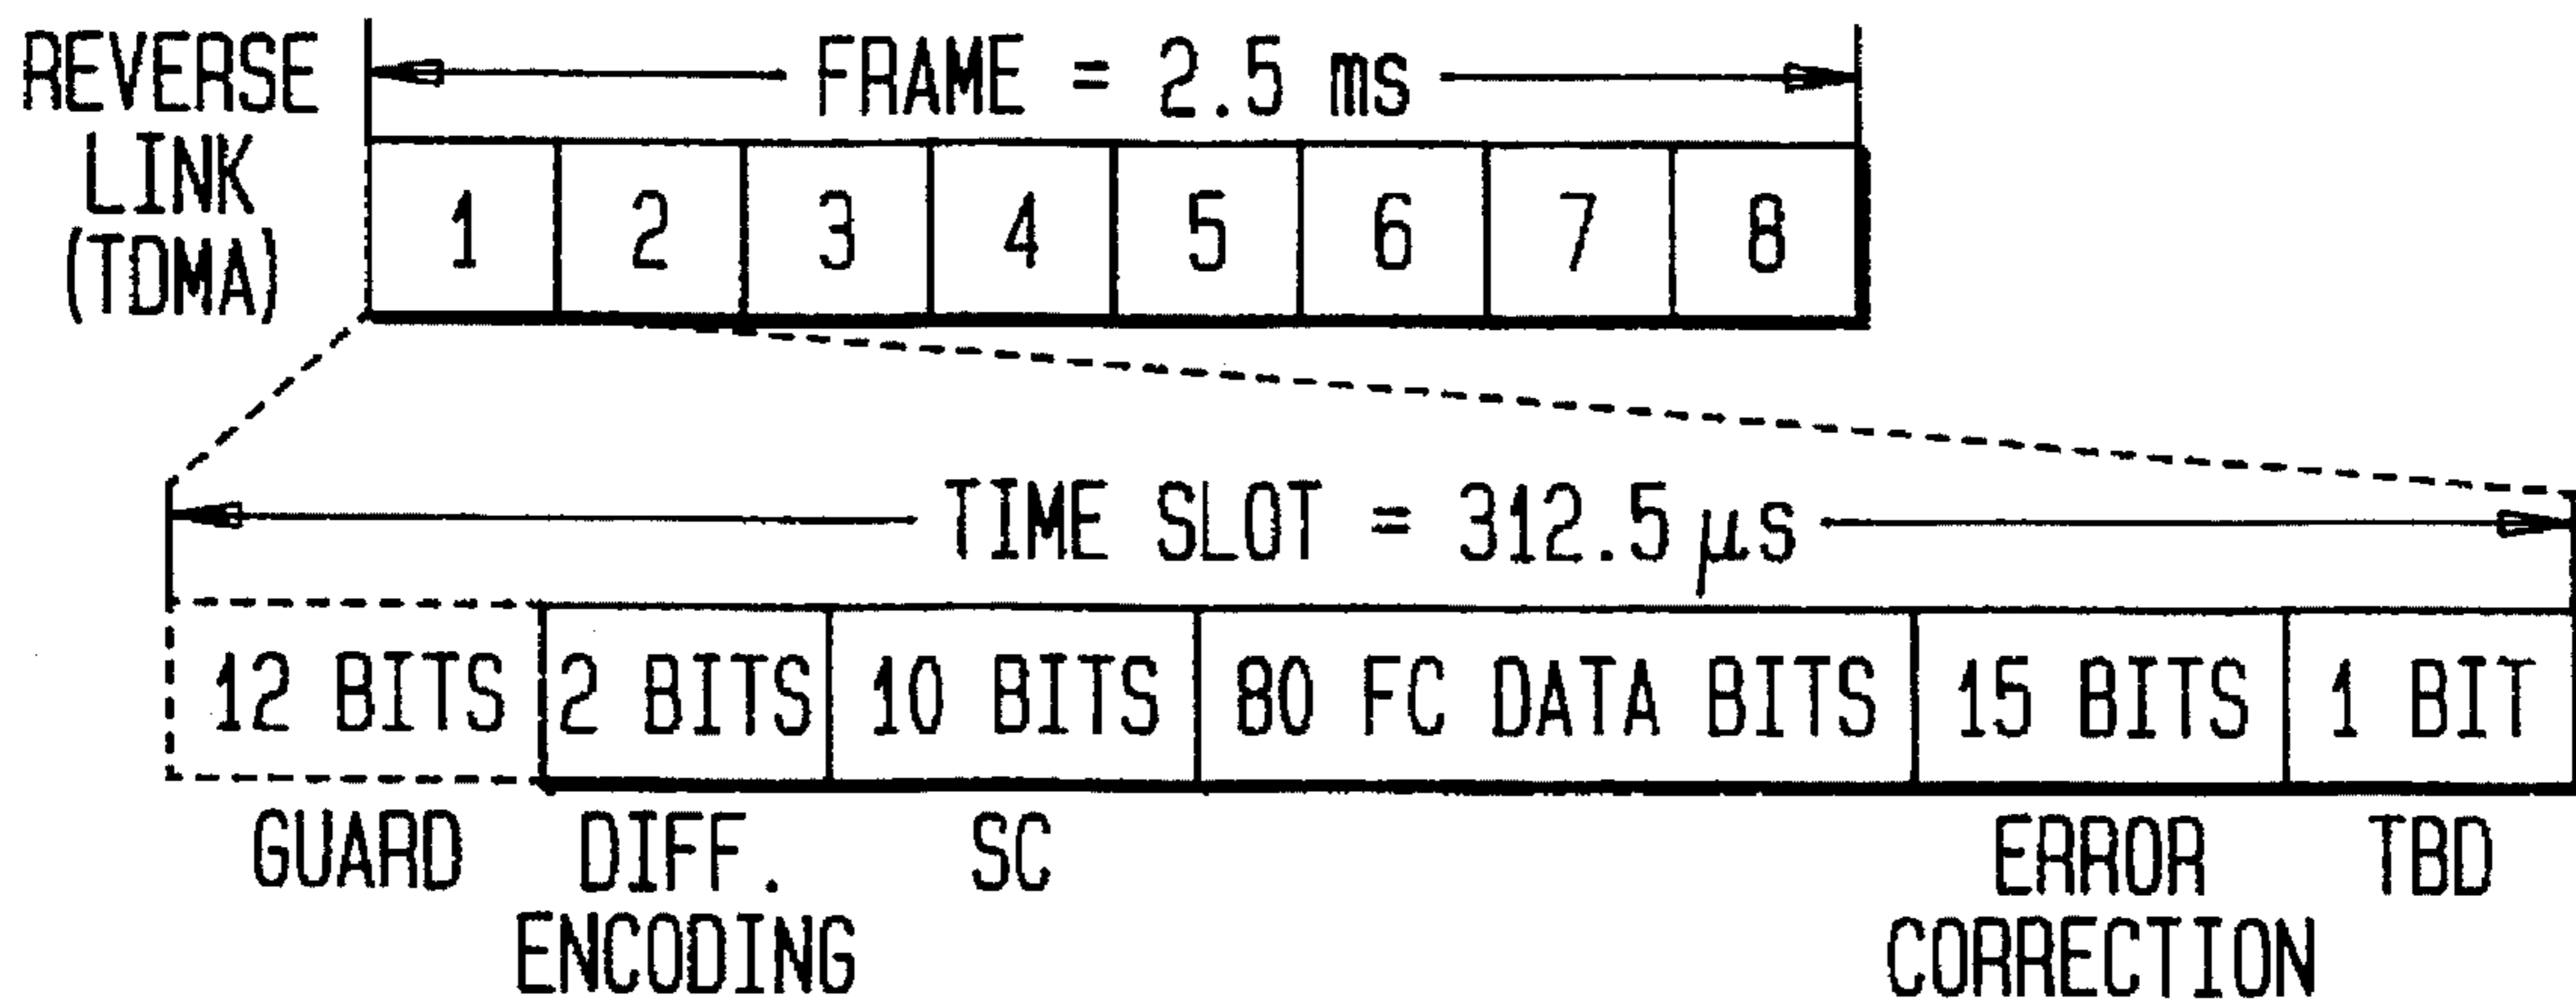 REVERSE
LINK
(TDMA)
FRAME = 2.5 ms
1 2 3 4 5 6 7 8
TIME SLOT = 312.5 μs
12 BITS 2 BITS 10 BITS 80 FC DATA BITS 15 BITS 1 BIT
GUARD DIFF. ENCODING SC ERROR CORRECTION TBD